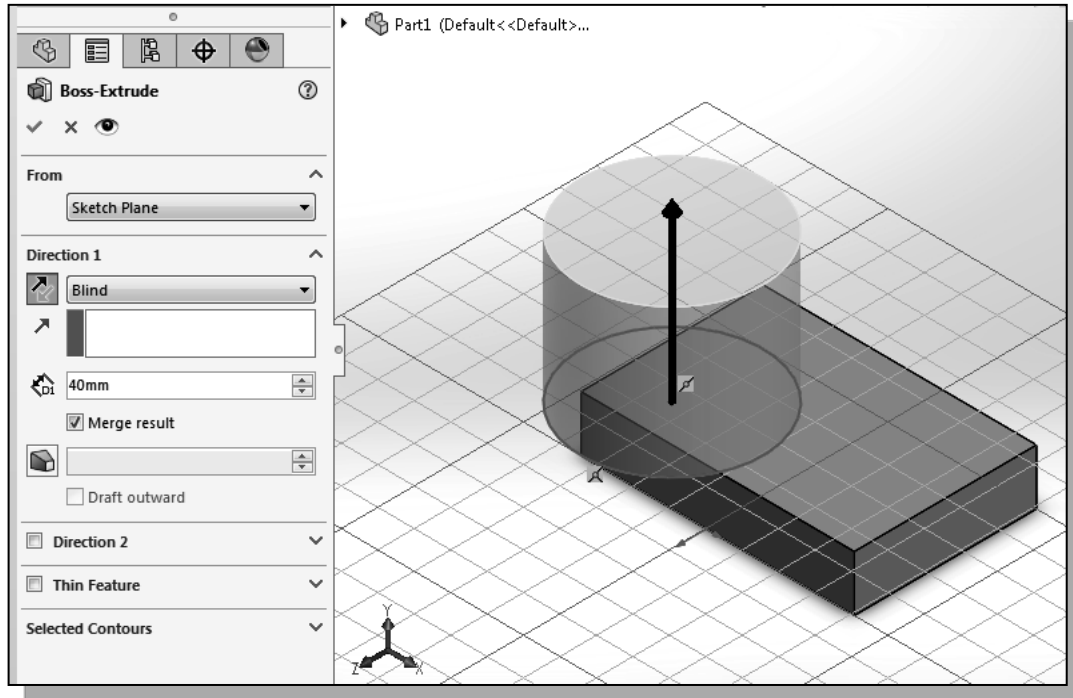 Part1 (Default<<Default>...
Boss-Extrude
From
Sketch Plane
Direction 1
Blind
D1
40mm
Merge result
Draft outward
Direction 2
Thin Feature
Selected Contours
Y
Z
X